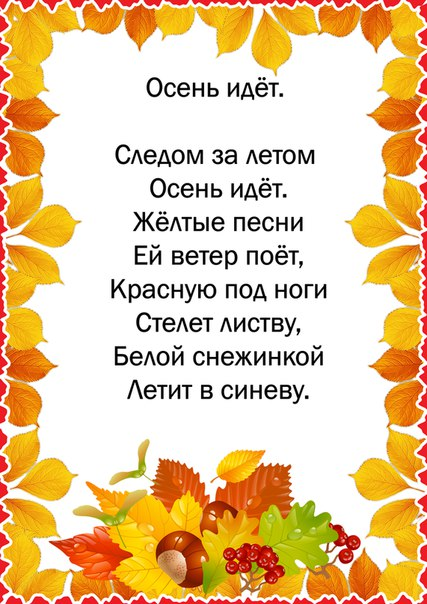 Осень идёт.
Следом за летом
Осень идёт.
Жёлтые песни
Ей ветер поёт,
Красную под ноги
Стелет листву,
Белой снежинкой
Летит в синеву.